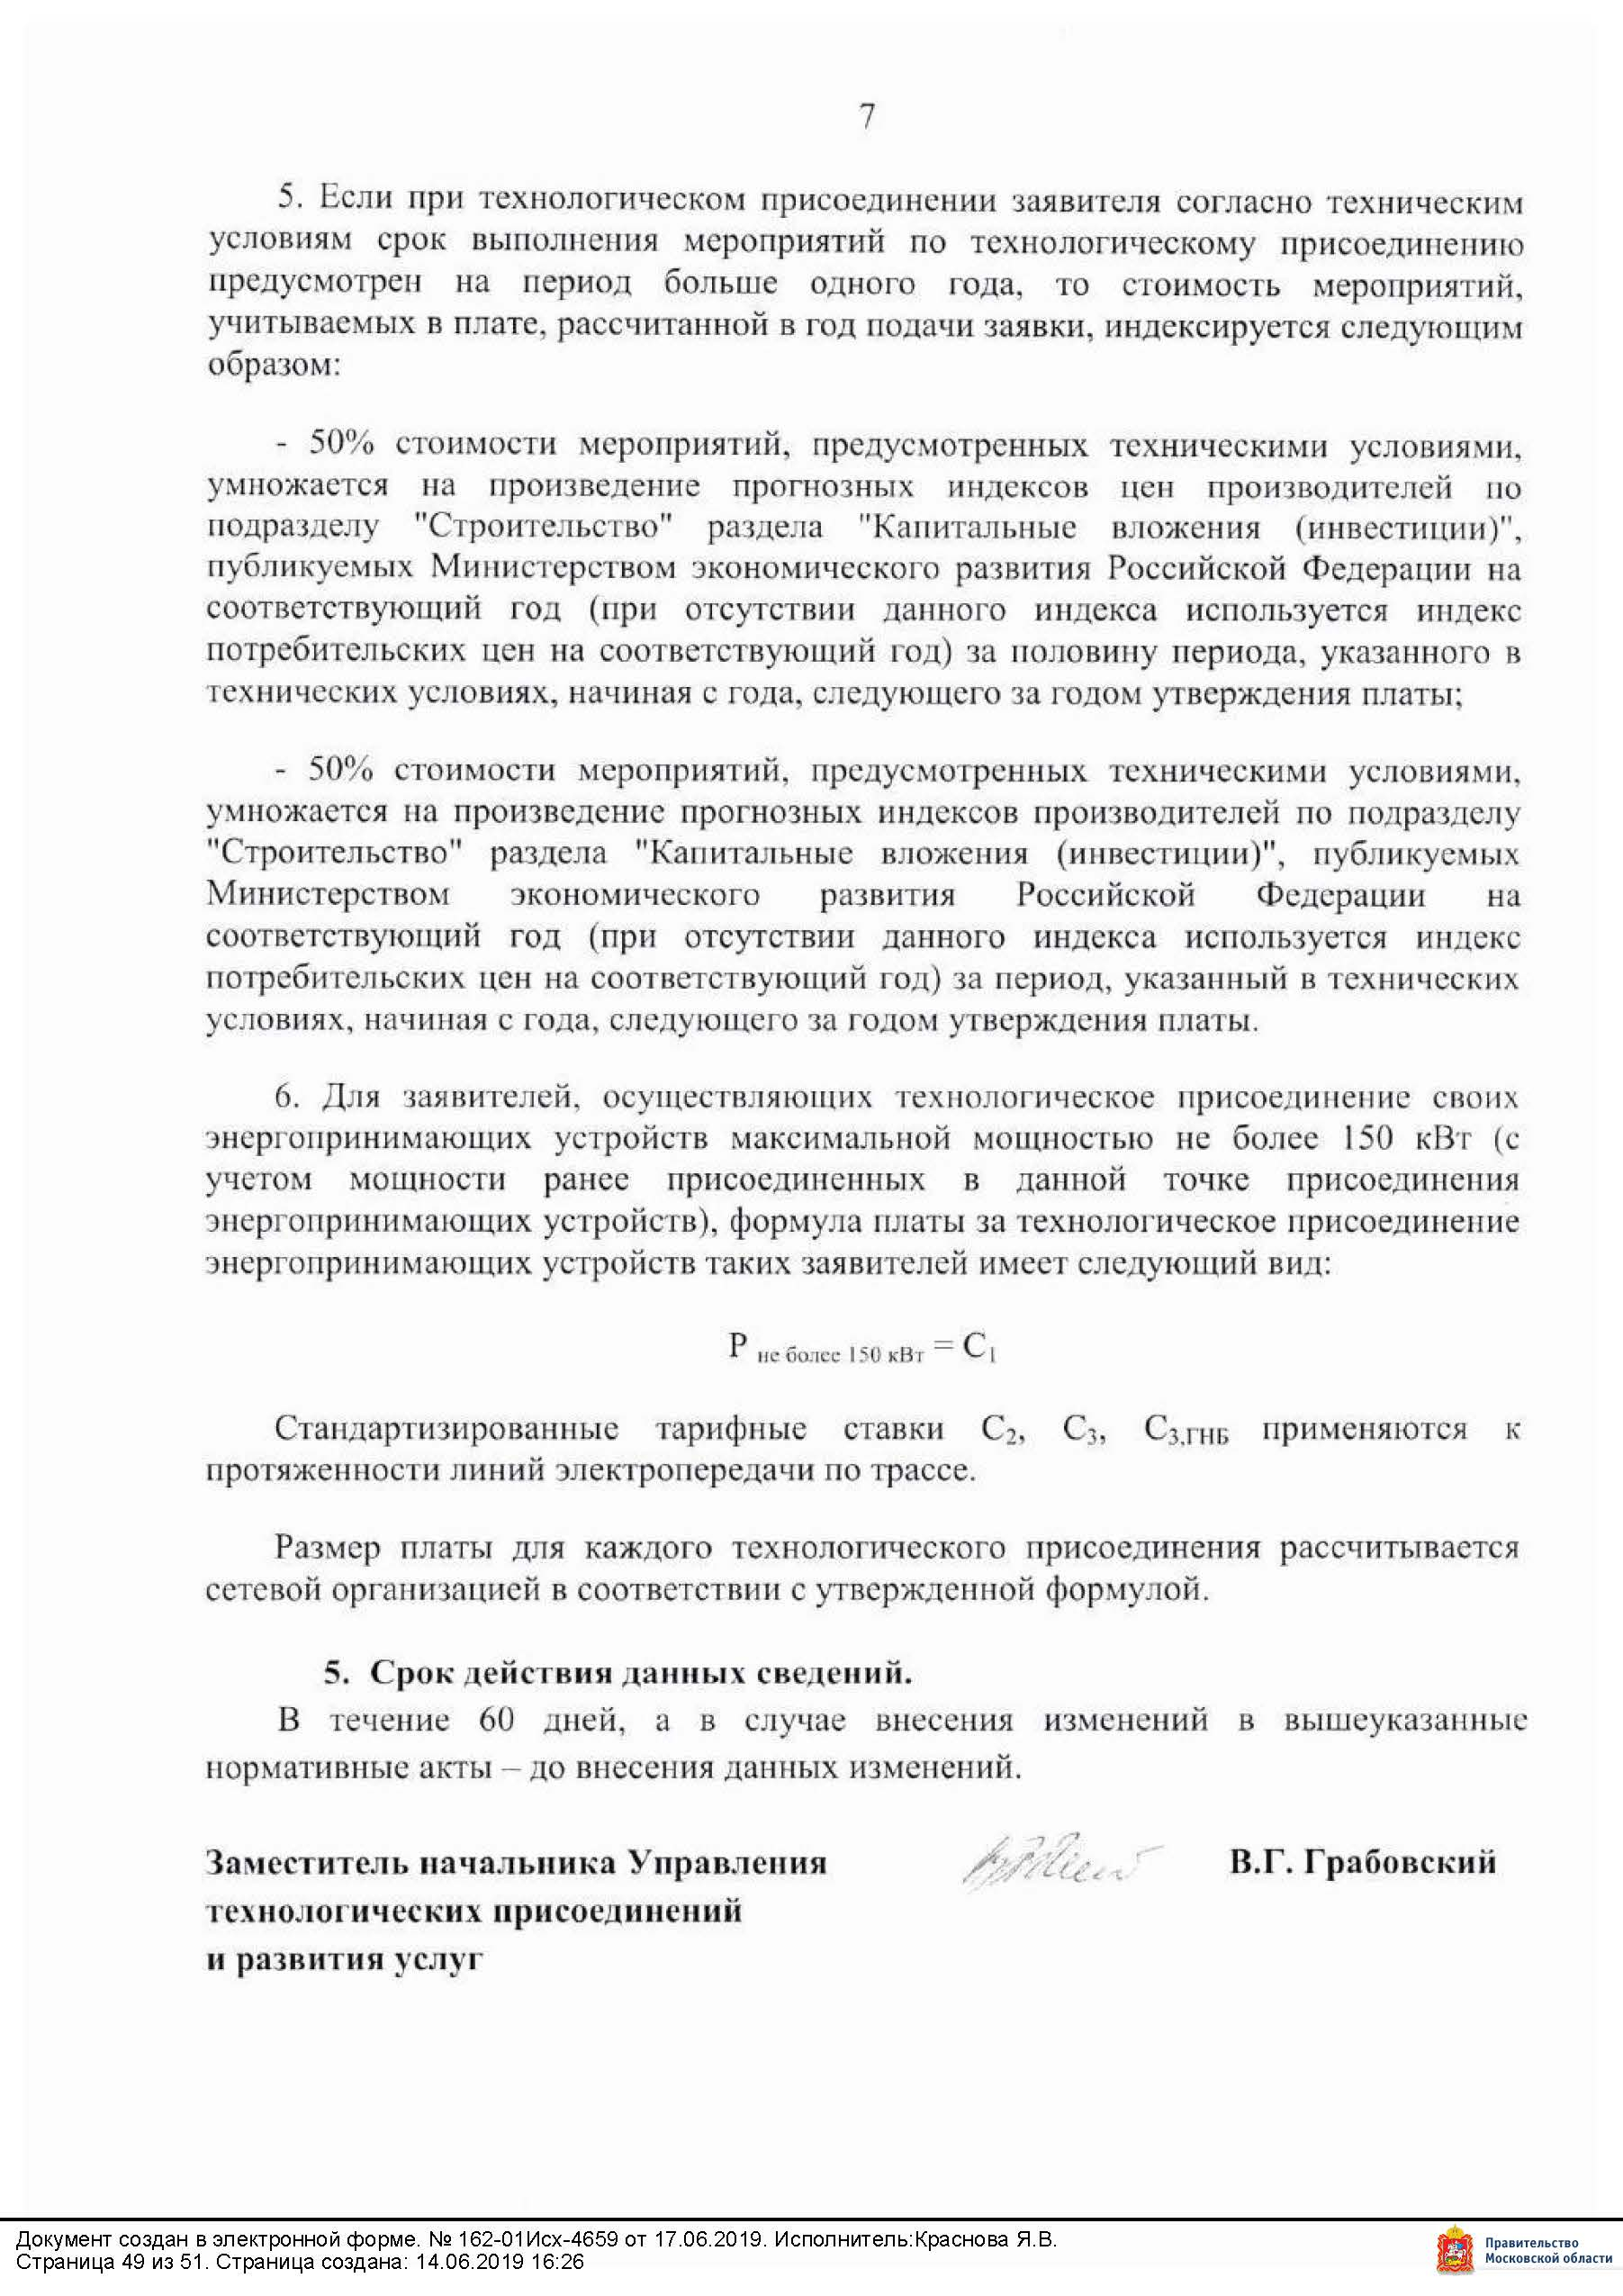 7
5. Если при технологическом присоединении заявителя согласно техническим
условиям срок выполнения мероприятий по технологическому присоединению
предусмотрен на период больше одного года, то стоимость мероприятий,
учитываемых в плате, рассчитанной в год подачи заявки, индексируется следующим
образом:
- 50% стоимости мероприятий, предусмотренных техническими условиями,
умножается на произведение прогнозных индексов цен производителей по
подразделу "Строительство" раздела "Капитальные вложения (инвестиции)",
публикуемых Министерством экономического развития Российской Федерации на
соответствующий год (при отсутствии данного индекса используется индекс
потребительских цен на соответствующий год) за половину периода, указанного в
технических условиях, начиная с года, следующего за годом утверждения платы;
- 50% стоимости мероприятий, предусмотренных техническими условиями,
умножается на произведение прогнозных индексов производителей по подразделу
"Строительство" раздела "Капитальные вложения (инвестиции)", публикуемых
Министерством экономического развития Российской Федерации на
соответствующий год (при отсутствии данного индекса используется индекс
потребительских цен на соответствующий год) за период, указанный в технических
условиях, начиная с года, следующего за годом утверждения платы.
6. Для заявителей, осуществляющих технологическое присоединение своих
энергопринимающих устройств максимальной мощностью не более 150 кВт (с
учетом мощности ранее присоединенных в данной точке присоединения
энергопринимающих устройств), формула платы за технологическое присоединение
энергопринимающих устройств таких заявителей имеет следующий вид:
Р не более 150 кВт = С1
Стандартизированные тарифные ставки С2, С3, С3,ГНБ применяются к
протяженности линий электропередачи по трассе.
Размер платы для каждого технологического присоединения рассчитывается
сетевой организацией в соответствии с утвержденной формулой.
5. Срок действия данных сведений.
В течение 60 дней, а в случае внесения изменений в вышеуказанные
нормативные акты – до внесения данных изменений.
Заместитель начальника Управления В.Г. Грабовский
технологических присоединений
и развития услуг
Документ создан в электронной форме. № 162-01Исх-4659 от 17.06.2019. Исполнитель:Краснова Я.В.
Страница 49 из 51. Страница создана: 14.06.2019 16:26
Правительство
Московской области